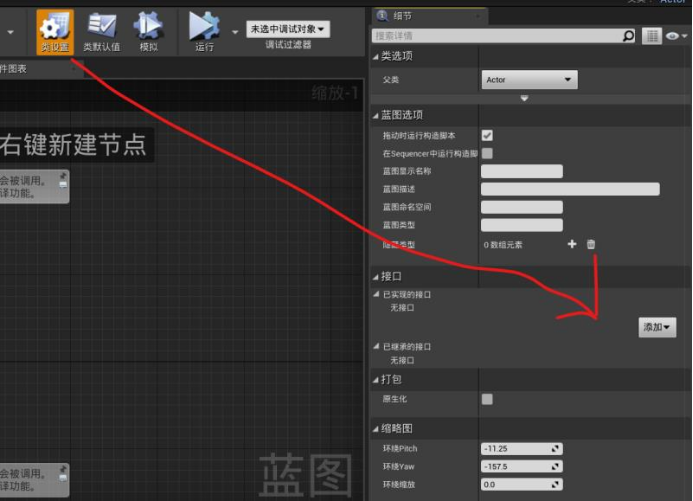 父类: Actor
类设置
类默认值
模拟
运行
未选中调试对象
调试过滤器
件图表
缩放-1
右键新建节点
会被调用。
译功能。
会被调用。
译功能。
蓝图
细节
搜索详情
类选项
父类 Actor
蓝图选项
拖动时运行构造脚本
在Sequencer中运行构造脚
蓝图显示名称
蓝图描述
蓝图命名空间
蓝图类型
隐藏类型 0 数组元素
接口
已实现的接口
无接口
添加
已继承的接口
无接口
打包
原生化
缩略图
环绕Pitch -11.25
环绕Yaw -157.5
环绕缩放 0.0